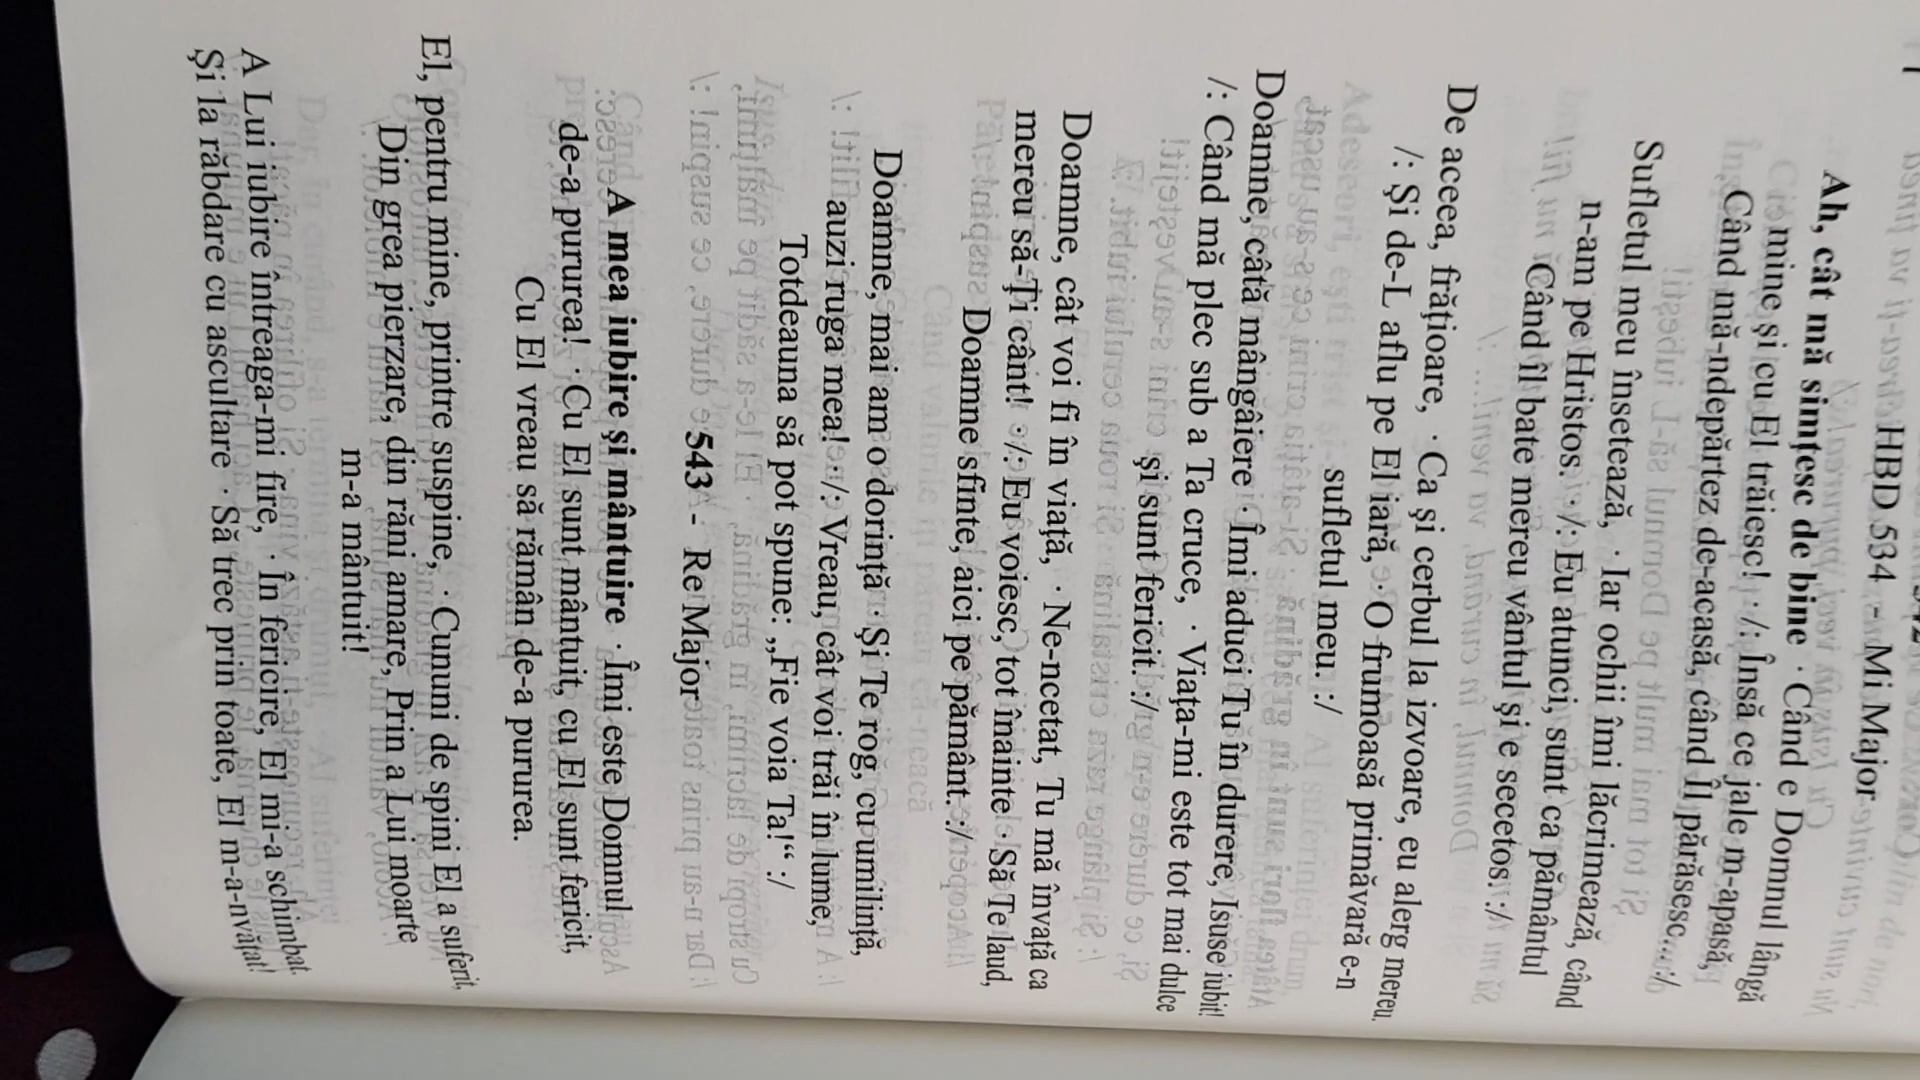 HBD 534 - Mi Major
Ah, cât mă simțesc de bine · Când e Domnul lângă
mine și cu El trăiesc! · /: Însă ce jale m-apasă,
Când mă-ndepărtez de-acasă, când Îl părăsesc... :/
Sufletul meu însetează, · Iar ochii îmi lăcrimează, când
n-am pe Hristos. · /: Eu atunci, sunt ca pământul
Când îl bate mereu vântul și e secetos. :/
De aceea, frățioare, · Ca și cerbul la izvoare, eu alerg mereu.
/: Și de-L aflu pe El iară, · O frumoasă primăvară e-n
sufletul meu. :/
Doamne, câtă mângâiere · Îmi aduci Tu în durere, Isuse iubit!
/: Când mă plec sub a Ta cruce, · Viața-mi este tot mai dulce
și sunt fericit. :/
Doamne, cât voi fi în viață, · Ne-ncetat, Tu mă învață ca
mereu să-Ți cânt! · /: Eu voiesc, tot înainte · Să Te laud,
Doamne sfinte, aici pe pământ. :/
Doamne, mai am o dorință · Și Te rog, cu umilință,
auzi ruga mea! · /: Vreau, cât voi trăi în lume,
Totdeauna să pot spune: ,,Fie voia Ta!“ :/
543 - Re Major
A mea iubire și mântuire · Îmi este Domnul
de-a pururea! · Cu El sunt mântuit, cu El sunt fericit,
Cu El vreau să rămân de-a pururea.
El, pentru mine, printre suspine, · Cununi de spini El a suferit,
Din grea pierzare, din răni amare, Prin a Lui moarte
m-a mântuit!
A Lui iubire întreaga-mi fire, · În fericire, El mi-a schimbat.
Și la răbdare cu ascultare · Să trec prin toate, El m-a-nvățat!